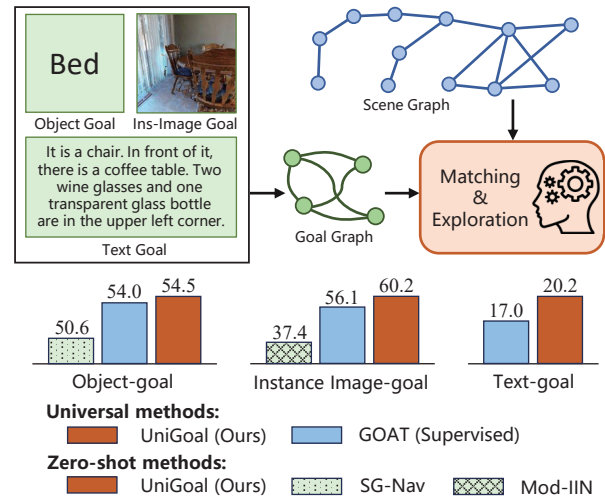 Bed
Object Goal
Ins-Image Goal
It is a chair. In front of it,
there is a coffee table. Two
wine glasses and one
transparent glass bottle
are in the upper left corner.
Text Goal
Scene Graph
Goal Graph
Matching
&
Exploration
50.6
54.0
54.5
Object-goal
37.4
56.1
60.2
Instance Image-goal
17.0
20.2
Text-goal
Universal methods:
UniGoal (Ours)
GOAT (Supervised)
Zero-shot methods:
UniGoal (Ours)
SG-Nav
Mod-IIN